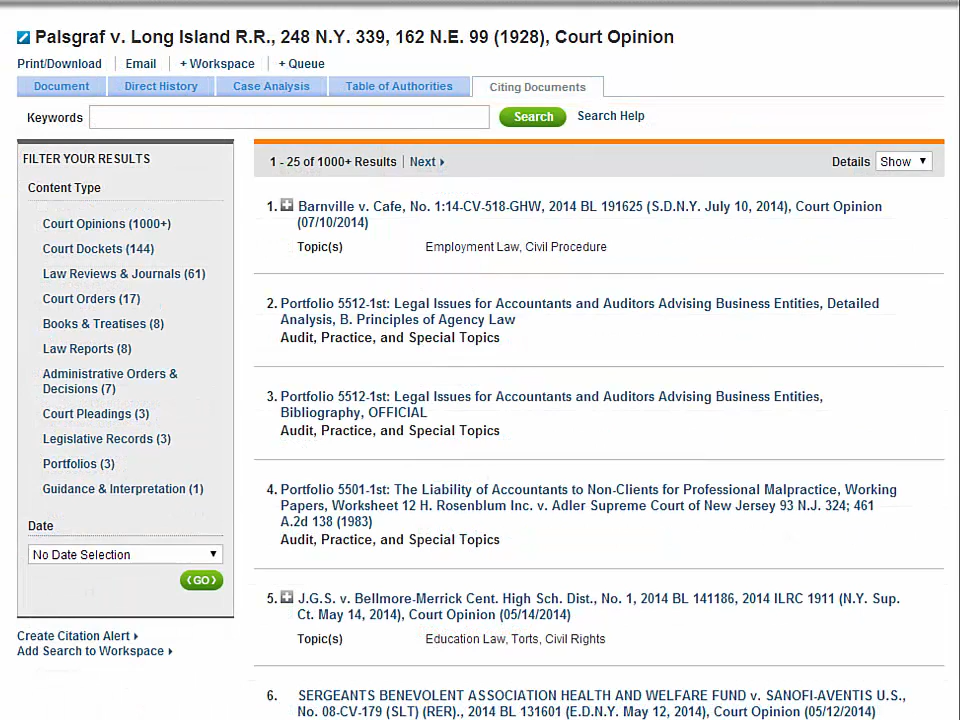 Palsgraf v. Long Island R.R., 248 N.Y. 339, 162 N.E. 99 (1928), Court Opinion
Print/Download | Email | + Workspace | + Queue
Document Direct History Case Analysis Table of Authorities Citing Documents
Keywords Search Search Help
FILTER YOUR RESULTS
Content Type
Court Opinions (1000+)
Court Dockets (144)
Law Reviews & Journals (61)
Court Orders (17)
Books & Treatises (8)
Law Reports (8)
Administrative Orders &
Decisions (7)
Court Pleadings (3)
Legislative Records (3)
Portfolios (3)
Guidance & Interpretation (1)
Date
No Date Selection
GO
Create Citation Alert
Add Search to Workspace
1 - 25 of 1000+ Results | Next
Details Show
1. Barnville v. Cafe, No. 1:14-CV-518-GHW, 2014 BL 191625 (S.D.N.Y. July 10, 2014), Court Opinion
(07/10/2014)
Topic(s) Employment Law, Civil Procedure
2. Portfolio 5512-1st: Legal Issues for Accountants and Auditors Advising Business Entities, Detailed
Analysis, B. Principles of Agency Law
Audit, Practice, and Special Topics
3. Portfolio 5512-1st: Legal Issues for Accountants and Auditors Advising Business Entities,
Bibliography, OFFICIAL
Audit, Practice, and Special Topics
4. Portfolio 5501-1st: The Liability of Accountants to Non-Clients for Professional Malpractice, Working
Papers, Worksheet 12 H. Rosenblum Inc. v. Adler Supreme Court of New Jersey 93 N.J. 324; 461
A.2d 138 (1983)
Audit, Practice, and Special Topics
5. J.G.S. v. Bellmore-Merrick Cent. High Sch. Dist., No. 1, 2014 BL 141186, 2014 ILRC 1911 (N.Y. Sup.
Ct. May 14, 2014), Court Opinion (05/14/2014)
Topic(s) Education Law, Torts, Civil Rights
6. SERGEANTS BENEVOLENT ASSOCIATION HEALTH AND WELFARE FUND v. SANOFI-AVENTIS U.S.,
No. 08-CV-179 (SLT) (RER)., 2014 BL 131601 (E.D.N.Y. May 12, 2014), Court Opinion (05/12/2014)